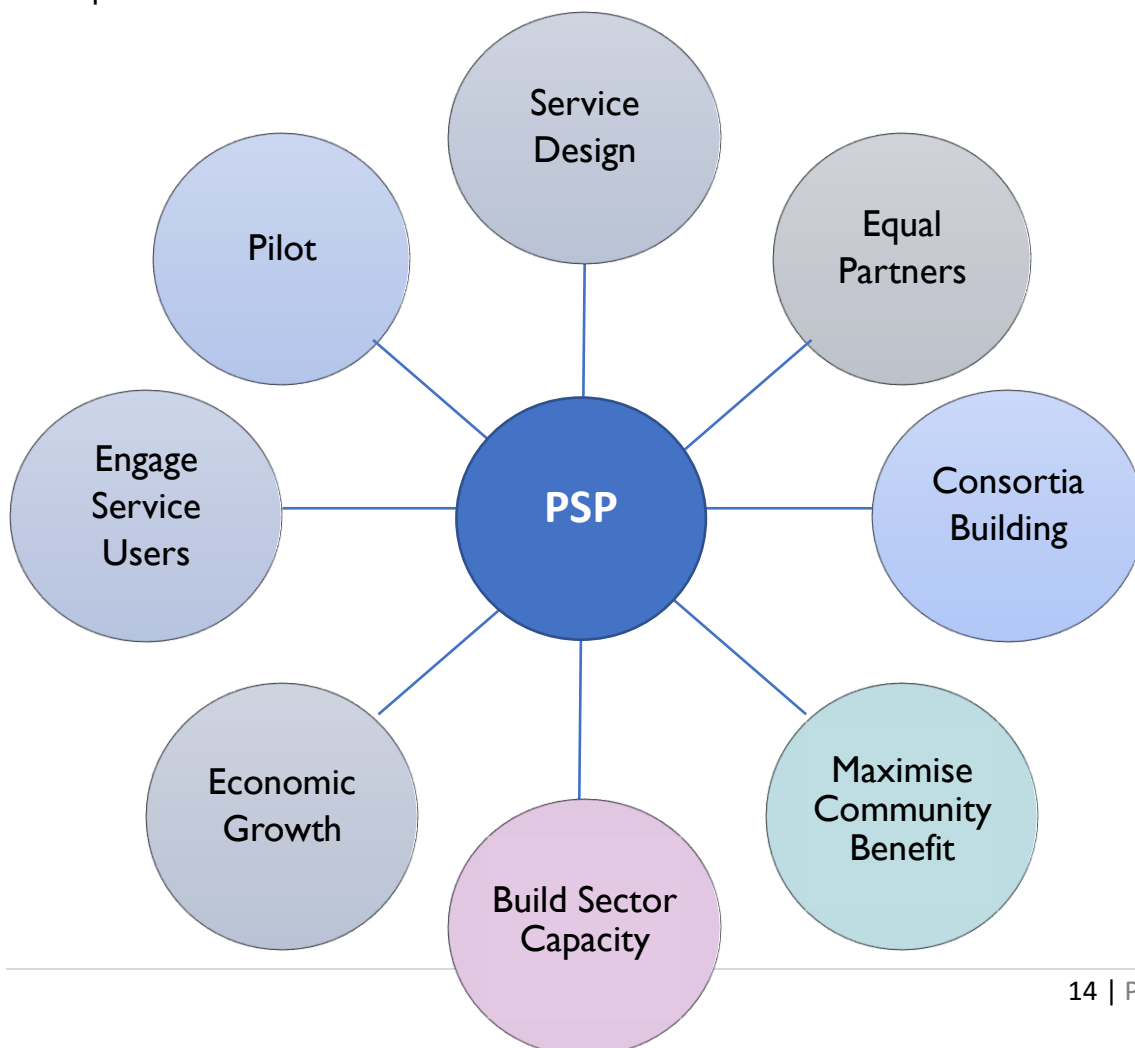 Service
Design
Equal
Partners
Pilot
Consortia
Building
Engage
Service
Users
PSP
Maximise
Community
Benefit
Economic
Growth
Build Sector
Capacity
14 | P